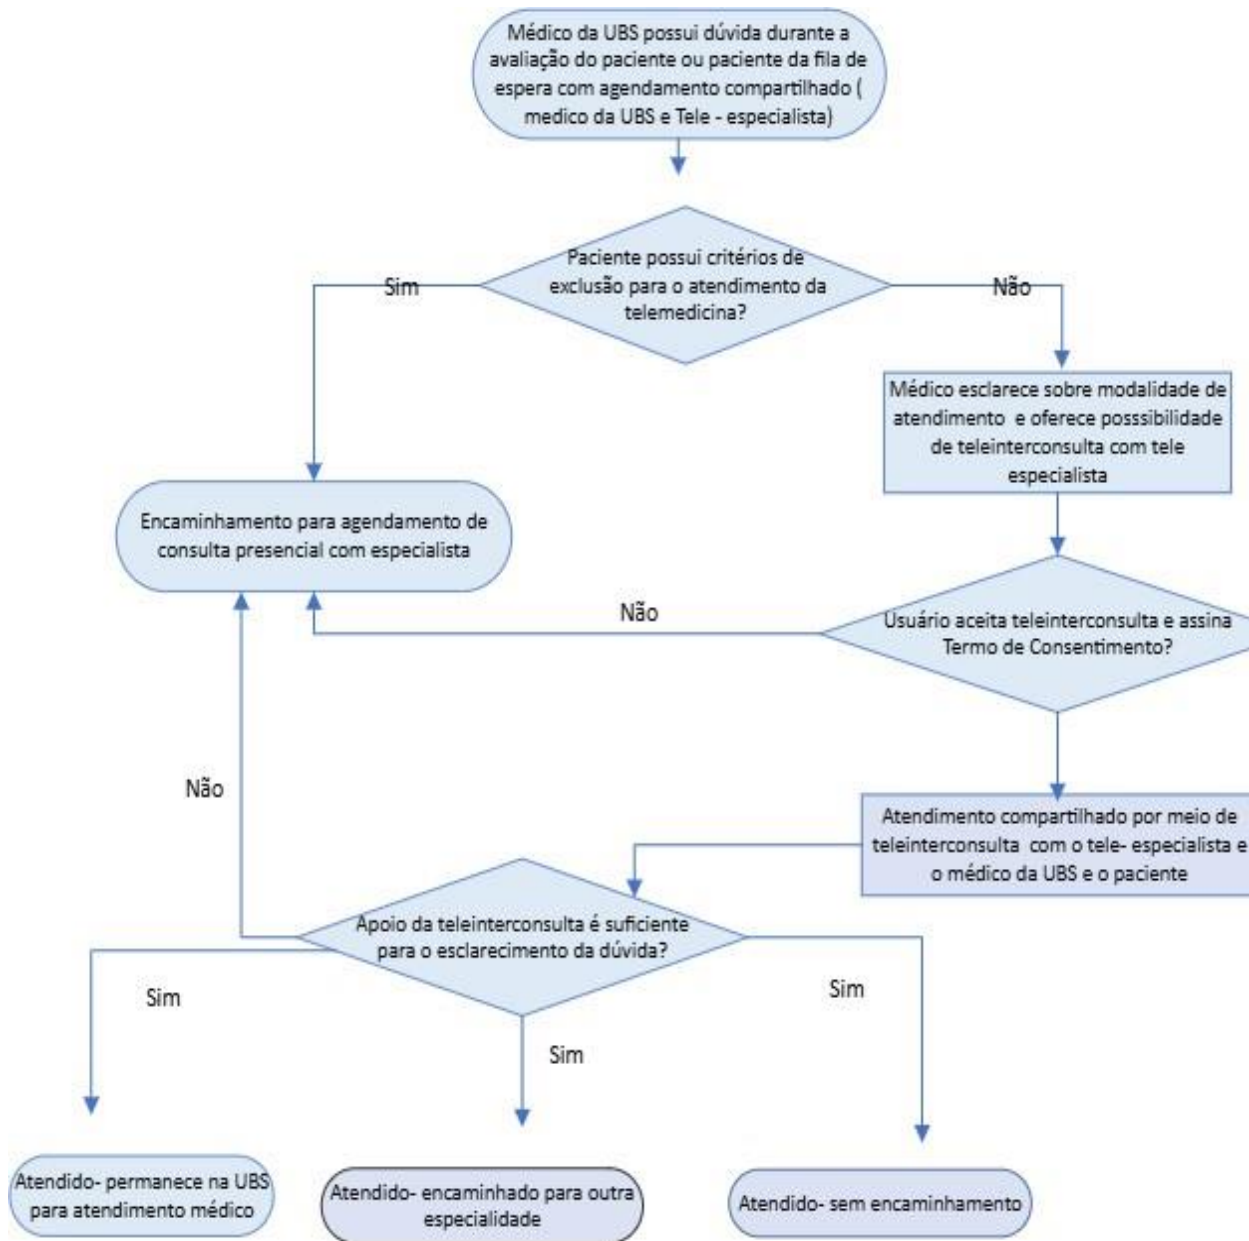 Médico da UBS possui dúvida durante a
avaliação do paciente ou paciente da fila de
espera com agendamento compartilhado (
medico da UBS e Tele - especialista)
Paciente possui critérios de
exclusão para o atendimento da
telemedicina?
Sim
Não
Médico esclarece sobre modalidade de
atendimento e oferece posssibilidade
de teleinterconsulta com tele
especialista
Encaminhamento para agendamento de
consulta presencial com especialista
Não
Usuário aceita teleinterconsulta e assina
Termo de Consentimento?
Não
Atendimento compartilhado por meio de
teleinterconsulta com o tele- especialista e
o médico da UBS e o paciente
Apoio da teleinterconsulta é suficiente
para o esclarecimento da dúvida?
Sim
Sim
Sim
Atendido- permanece na UBS
para atendimento médico
Atendido- encaminhado para outra
especialidade
Atendido- sem encaminhamento